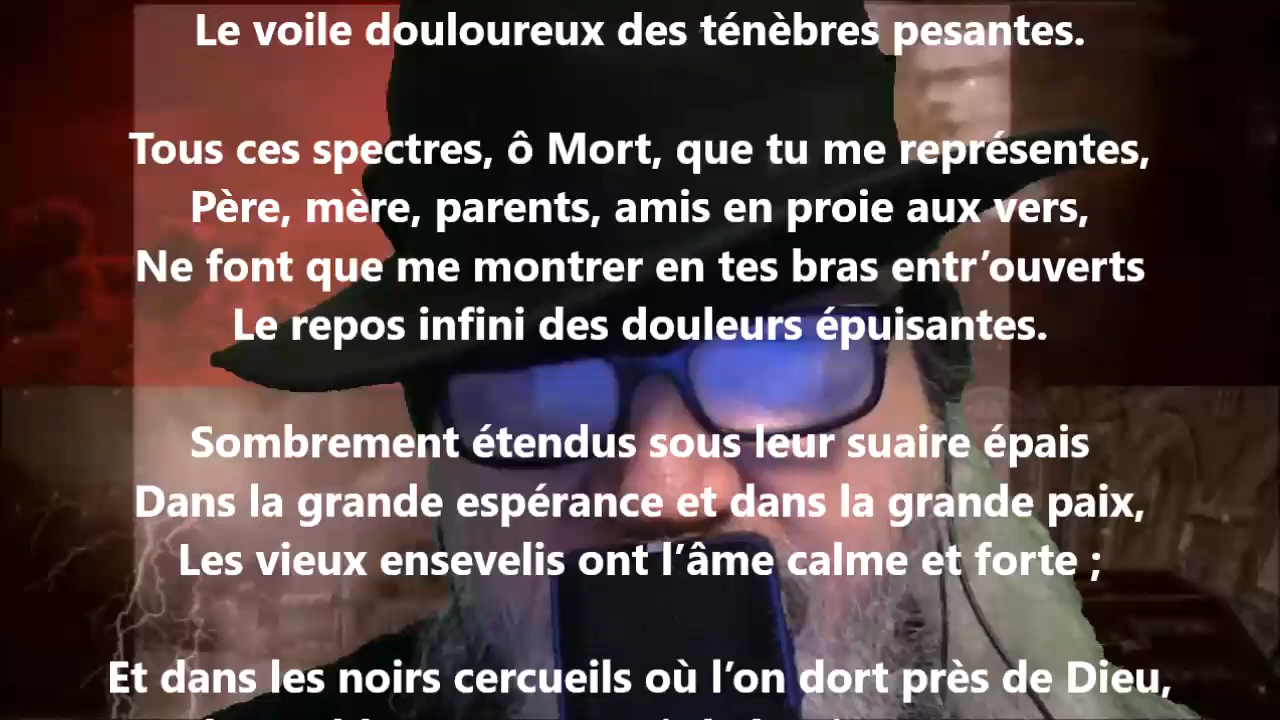 Le voile douloureux des ténèbres pesantes.
Tous ces spectres, ô Mort, que tu me représentes,
Père, mère, parents, amis en proie aux vers,
Ne font que me montrer en tes bras entr’ouverts
Le repos infini des douleurs épuisantes.
Sombrement étendus sous leur suaire épais
Dans la grande espérance et dans la grande paix,
Les vieux ensevelis ont l’âme calme et forte ;
Et dans les noirs cercueils où l’on dort près de Dieu,